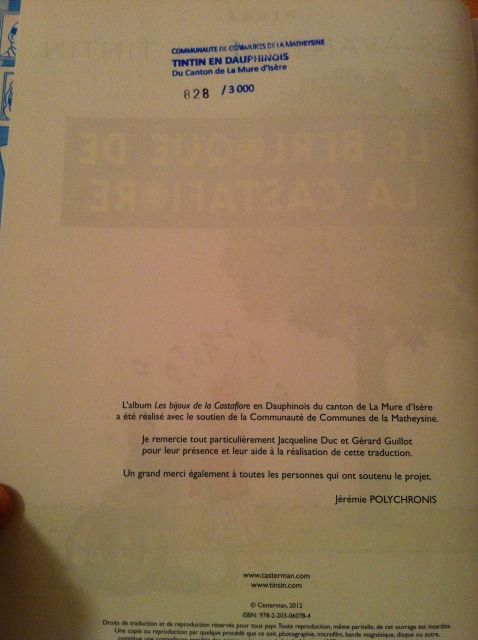 COMMUNAUTE DE COMMUNES DE LA MATHEYSINE
TINTIN EN DAUPHINOIS
Du Canton de La Mure d'Isère
828 / 3 000
LÉ BERLOQUE DE
LA CASTAFIORE
L'album Les bijoux de la Castafiore en Dauphinois du canton de La Mure d'Isère
a été réalisé avec le soutien de la Communauté de Communes de la Matheysine.
Je remercie tout particulièrement Jacqueline Duc et Gérard Guillot
pour leur présence et leur aide à la réalisation de cette traduction.
Un grand merci également à toutes les personnes qui ont soutenu le projet.
Jérémie POLYCHRONIS
www.casterman.com
www.tintin.com
© Casterman, 2012
ISBN : 978-2-203-06078-4
Droits de traduction et de reproduction réservés pour tout pays. Toute reproduction, même partielle, de cet ouvrage est interdite.
Une copie ou reproduction par quelque procédé que ce soit, photographie, microfilm, bande magnétique, disque ou autre,